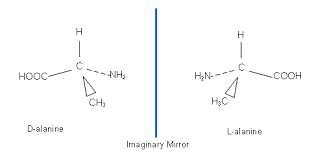 H
H
C
C
HOOC
NH₂
H₂N
COOH
CH₃
H₃C
D-alanine
L-alanine
Imaginary Mirror